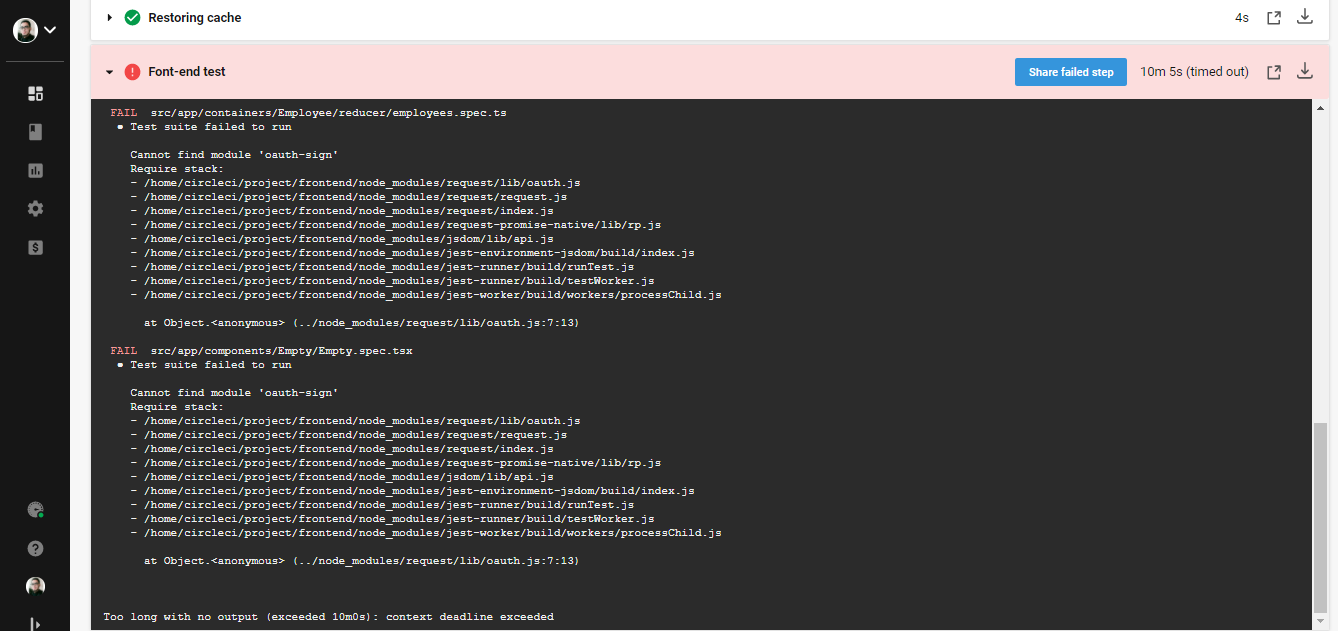 Restoring cache 4s
Font-end test Share failed step 10m 5s (timed out)
FAIL src/app/containers/Employee/reducer/employees.spec.ts
● Test suite failed to run
Cannot find module 'oauth-sign'
Require stack:
- /home/circleci/project/frontend/node_modules/request/lib/oauth.js
- /home/circleci/project/frontend/node_modules/request/request.js
- /home/circleci/project/frontend/node_modules/request/index.js
- /home/circleci/project/frontend/node_modules/request-promise-native/lib/rp.js
- /home/circleci/project/frontend/node_modules/jsdom/lib/api.js
- /home/circleci/project/frontend/node_modules/jest-environment-jsdom/build/index.js
- /home/circleci/project/frontend/node_modules/jest-runner/build/runTest.js
- /home/circleci/project/frontend/node_modules/jest-runner/build/testWorker.js
- /home/circleci/project/frontend/node_modules/jest-worker/build/workers/processChild.js
at Object.<anonymous> (../node_modules/request/lib/oauth.js:7:13)
FAIL src/app/components/Empty/Empty.spec.tsx
● Test suite failed to run
Cannot find module 'oauth-sign'
Require stack:
- /home/circleci/project/frontend/node_modules/request/lib/oauth.js
- /home/circleci/project/frontend/node_modules/request/request.js
- /home/circleci/project/frontend/node_modules/request/index.js
- /home/circleci/project/frontend/node_modules/request-promise-native/lib/rp.js
- /home/circleci/project/frontend/node_modules/jsdom/lib/api.js
- /home/circleci/project/frontend/node_modules/jest-environment-jsdom/build/index.js
- /home/circleci/project/frontend/node_modules/jest-runner/build/runTest.js
- /home/circleci/project/frontend/node_modules/jest-runner/build/testWorker.js
- /home/circleci/project/frontend/node_modules/jest-worker/build/workers/processChild.js
at Object.<anonymous> (../node_modules/request/lib/oauth.js:7:13)
Too long with no output (exceeded 10m0s): context deadline exceeded